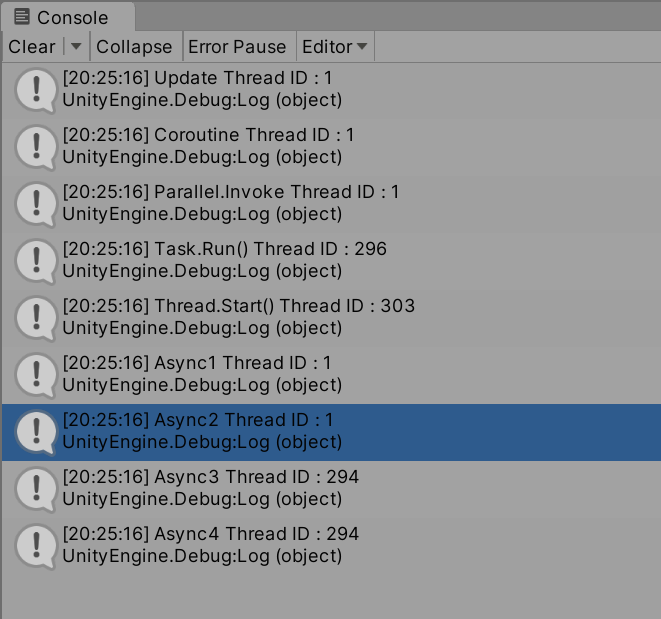 Console
Clear Collapse Error Pause Editor
[20:25:16] Update Thread ID : 1
UnityEngine.Debug:Log (object)
[20:25:16] Coroutine Thread ID : 1
UnityEngine.Debug:Log (object)
[20:25:16] Parallel.Invoke Thread ID : 1
UnityEngine.Debug:Log (object)
[20:25:16] Task.Run() Thread ID : 296
UnityEngine.Debug:Log (object)
[20:25:16] Thread.Start() Thread ID : 303
UnityEngine.Debug:Log (object)
[20:25:16] Async1 Thread ID : 1
UnityEngine.Debug:Log (object)
[20:25:16] Async2 Thread ID : 1
UnityEngine.Debug:Log (object)
[20:25:16] Async3 Thread ID : 294
UnityEngine.Debug:Log (object)
[20:25:16] Async4 Thread ID : 294
UnityEngine.Debug:Log (object)